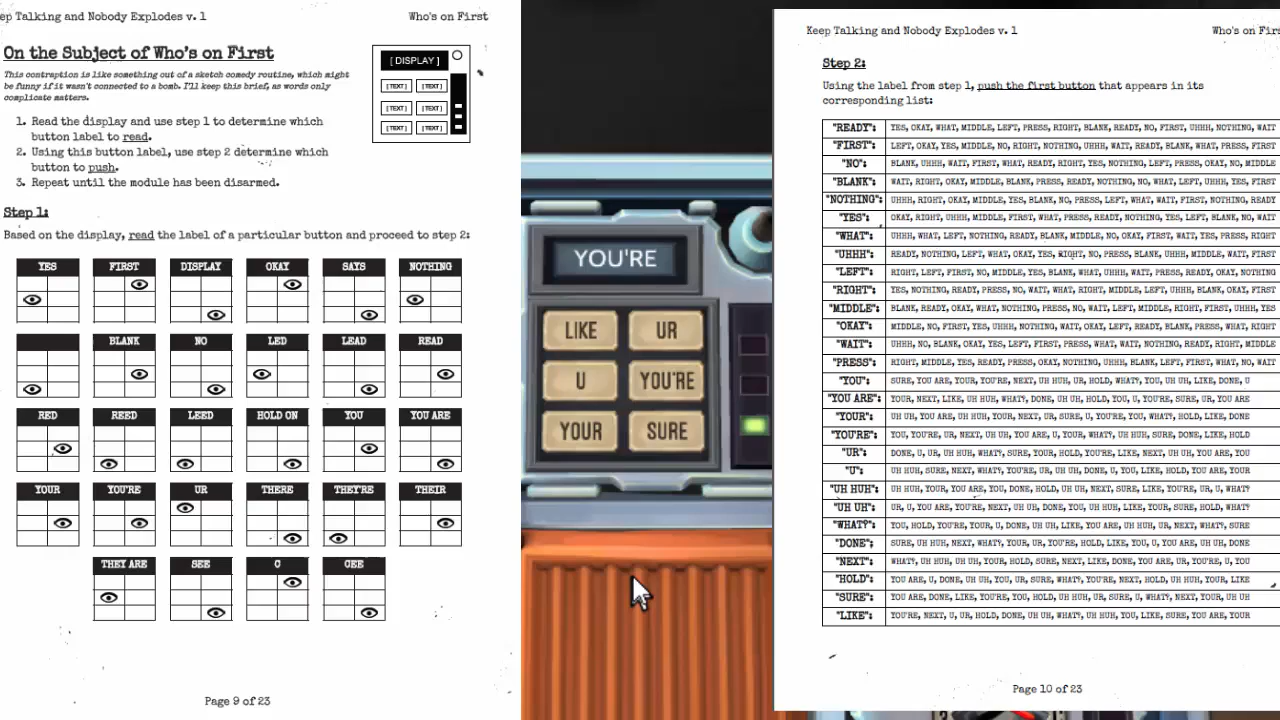 ep Talking and Nobody Explodes v. 1
Who's on First
On the Subject of Who's on First
This contraption is like something out of a sketch comedy routine, which might
be funny if it wasn't connected to a bomb. I'll keep this brief, as words only
complicate matters.
[ DISPLAY ]
[ TEXT ] [ TEXT ]
[ TEXT ] [ TEXT ]
[ TEXT ] [ TEXT ]
1. Read the display and use step 1 to determine which
button label to read.
2. Using this button label, use step 2 determine which
button to push.
3. Repeat until the module has been disarmed.
Step 1:
Based on the display, read the label of a particular button and proceed to step 2:
YES FIRST DISPLAY OKAY SAYS NOTHING
BLANK NO LED LEAD READ
RED REED LEED HOLD ON YOU YOU ARE
YOUR YOU'RE UR THERE THEY'RE THEIR
THEY ARE SEE C CEE
Page 9 of 23
YOU'RE
LIKE UR
U YOU'RE
YOUR SURE
Keep Talking and Nobody Explodes v. 1
Who's on Firs
Step 2:
Using the label from step 1, push the first button that appears in its
corresponding list:
"READY": YES, OKAY, WHAT, MIDDLE, LEFT, PRESS, RIGHT, BLANK, READY, NO, FIRST, UHHH, NOTHING, WAIT
"FIRST": LEFT, OKAY, YES, MIDDLE, NO, RIGHT, NOTHING, UHHH, WAIT, READY, BLANK, WHAT, PRESS, FIRST
"NO": BLANK, UHHH, WAIT, FIRST, WHAT, READY, RIGHT, YES, NOTHING, LEFT, PRESS, OKAY, NO, MIDDLE
"BLANK": WAIT, RIGHT, OKAY, MIDDLE, BLANK, PRESS, READY, NOTHING, NO, WHAT, LEFT, UHHH, YES, FIRST
"NOTHING": UHHH, RIGHT, OKAY, MIDDLE, YES, BLANK, NO, PRESS, LEFT, WHAT, WAIT, FIRST, NOTHING, READY
"YES": OKAY, RIGHT, UHHH, MIDDLE, FIRST, WHAT, PRESS, READY, NOTHING, YES, LEFT, BLANK, NO, WAIT
"WHAT": UHHH, WHAT, LEFT, NOTHING, READY, BLANK, MIDDLE, NO, OKAY, FIRST, WAIT, YES, PRESS, RIGHT
"UHHH": READY, NOTHING, LEFT, WHAT, OKAY, YES, RIGHT, NO, PRESS, BLANK, UHHH, MIDDLE, WAIT, FIRST
"LEFT": RIGHT, LEFT, FIRST, NO, MIDDLE, YES, BLANK, WHAT, UHHH, WAIT, PRESS, READY, OKAY, NOTHING
"RIGHT": YES, NOTHING, READY, PRESS, NO, WAIT, WHAT, RIGHT, MIDDLE, LEFT, UHHH, BLANK, OKAY, FIRST
"MIDDLE": BLANK, READY, OKAY, WHAT, NOTHING, PRESS, NO, WAIT, LEFT, MIDDLE, RIGHT, FIRST, UHHH, YES
"OKAY": MIDDLE, NO, FIRST, YES, UHHH, NOTHING, WAIT, OKAY, LEFT, READY, BLANK, PRESS, WHAT, RIGHT
"WAIT": UHHH, NO, BLANK, OKAY, YES, LEFT, FIRST, PRESS, WHAT, WAIT, NOTHING, READY, RIGHT, MIDDLE
"PRESS": RIGHT, MIDDLE, YES, READY, PRESS, OKAY, NOTHING, UHHH, BLANK, LEFT, FIRST, WHAT, NO, WAIT
"YOU": SURE, YOU ARE, YOUR, YOU'RE, NEXT, UH HUH, UR, HOLD, WHAT?, YOU, UH UH, LIKE, DONE, U
"YOU ARE": YOUR, NEXT, LIKE, UH HUH, WHAT?, DONE, UH UH, HOLD, YOU, U, YOU'RE, SURE, UR, YOU ARE
"YOUR": UH UH, YOU ARE, UH HUH, YOUR, NEXT, UR, SURE, U, YOU'RE, YOU, WHAT?, HOLD, LIKE, DONE
"YOU'RE": YOU, YOU'RE, UR, NEXT, UH UH, YOU ARE, U, YOUR, WHAT?, UH HUH, SURE, DONE, LIKE, HOLD
"UR": DONE, U, UR, UH HUH, WHAT?, SURE, YOUR, HOLD, YOU'RE, LIKE, NEXT, UH UH, YOU ARE, YOU
"U": UH HUH, SURE, NEXT, WHAT?, YOU'RE, UR, UH UH, DONE, U, YOU, LIKE, HOLD, YOU ARE, YOUR
"UH HUH": UH HUH, YOUR, YOU ARE, YOU, DONE, HOLD, UH UH, NEXT, SURE, LIKE, YOU'RE, UR, U, WHAT?
"UH UH": UR, U, YOU ARE, YOU'RE, NEXT, UH UH, DONE, YOU, UH HUH, LIKE, YOUR, SURE, HOLD, WHAT?
"WHAT?": YOU, HOLD, YOU'RE, YOUR, U, DONE, UH UH, LIKE, YOU ARE, UH HUH, UR, NEXT, WHAT?, SURE
"DONE": SURE, UH HUH, NEXT, WHAT?, YOUR, UR, YOU'RE, HOLD, LIKE, YOU, U, YOU ARE, UH UH, DONE
"NEXT": WHAT?, UH HUH, UH UH, YOUR, HOLD, SURE, NEXT, LIKE, DONE, YOU ARE, UR, YOU'RE, U, YOU
"HOLD": YOU ARE, U, DONE, UH UH, YOU, UR, SURE, WHAT?, YOU'RE, NEXT, HOLD, UH HUH, YOUR, LIKE
"SURE": YOU ARE, DONE, LIKE, YOU'RE, YOU, HOLD, UH HUH, UR, SURE, U, WHAT?, NEXT, YOUR, UH UH
"LIKE": YOU'RE, NEXT, U, UR, HOLD, DONE, UH UH, WHAT?, UH HUH, YOU, LIKE, SURE, YOU ARE, YOUR
Page 10 of 23